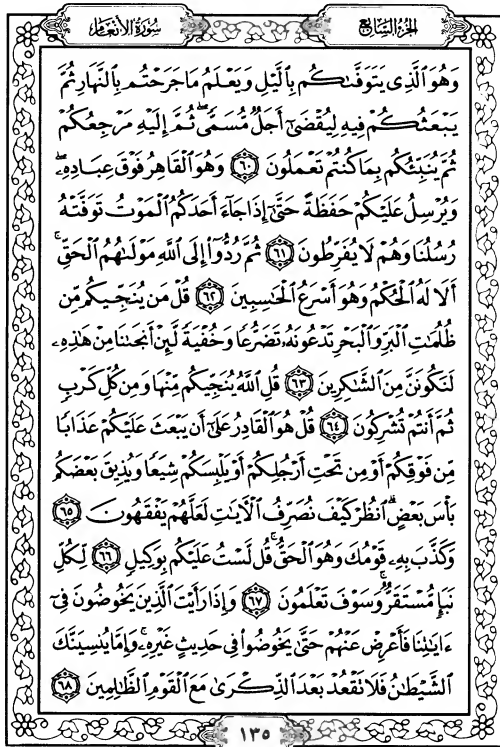 الجزء السابع
سورة الأنعام
وَهُوَ ٱلَّذِى يَتَوَفَّىٰكُم بِٱلَّيْلِ وَيَعْلَمُ مَا جَرَحْتُم بِٱلنَّهَارِ ثُمَّ
يَبْعَثُكُمْ فِيهِ لِيُقْضَىٰٓ أَجَلٌ مُّسَمًّى ۖ ثُمَّ إِلَيْهِ مَرْجِعُكُمْ
ثُمَّ يُنَبِّئُكُم بِمَا كُنتُمْ تَعْمَلُونَ ٦٠ وَهُوَ ٱلْقَاهِرُ فَوْقَ عِبَادِهِۦ ۖ
وَيُرْسِلُ عَلَيْكُمْ حَفَظَةً حَتَّىٰٓ إِذَا جَآءَ أَحَدَكُمُ ٱلْمَوْتُ تَوَفَّتْهُ
رُسُلُنَا وَهُمْ لَا يُفَرِّطُونَ ٦١ ثُمَّ رُدُّوٓا۟ إِلَى ٱللَّهِ مَوْلَىٰهُمُ ٱلْحَقِّ ۚ
أَلَا لَهُ ٱلْحُكْمُ وَهُوَ أَسْرَعُ ٱلْحَٰسِبِينَ ٦٢ قُلْ مَن يُنَجِّيكُم مِّن
ظُلُمَٰتِ ٱلْبَرِّ وَٱلْبَحْرِ تَدْعُونَهُۥ تَضَرُّعًا وَخُفْيَةً لَّئِنْ أَنجَىٰنَا مِنْ هَٰذِهِۦ
لَنَكُونَنَّ مِنَ ٱلشَّٰكِرِينَ ٦٣ قُلِ ٱللَّهُ يُنَجِّيكُم مِّنْهَا وَمِن كُلِّ كَرْبٍ
ثُمَّ أَنتُمْ تُشْرِكُونَ ٦٤ قُلْ هُوَ ٱلْقَادِرُ عَلَىٰٓ أَن يَبْعَثَ عَلَيْكُمْ عَذَابًا
مِّن فَوْقِكُمْ أَوْ مِن تَحْتِ أَرْجُلِكُمْ أَوْ يَلْبِسَكُمْ شِيَعًا وَيُذِيقَ بَعْضَكُم
بَأْسَ بَعْضٍ ۗ ٱنظُرْ كَيْفَ نُصَرِّفُ ٱلْءَايَٰتِ لَعَلَّهُمْ يَفْقَهُونَ ٦٥
وَكَذَّبَ بِهِۦ قَوْمُكَ وَهُوَ ٱلْحَقُّ ۚ قُل لَّسْتُ عَلَيْكُم بِوَكِيلٍ ٦٦ لِّكُلِّ
نَبَإٍ مُّسْتَقَرٌّ ۚ وَسَوْفَ تَعْلَمُونَ ٦٧ وَإِذَا رَأَيْتَ ٱلَّذِينَ يَخُوضُونَ فِىٓ
ءَايَٰتِنَا فَأَعْرِضْ عَنْهُمْ حَتَّىٰ يَخُوضُوا۟ فِى حَدِيثٍ غَيْرِهِۦ ۚ وَإِمَّا يُنسِيَنَّكَ
ٱلشَّيْطَٰنُ فَلَا تَقْعُدْ بَعْدَ ٱلذِّكْرَىٰ مَعَ ٱلْقَوْمِ ٱلظَّٰلِمِينَ ٦٨
١٣٥